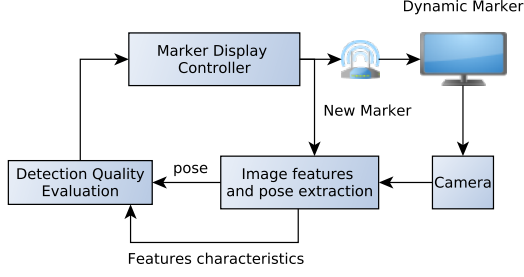 Dynamic Marker
Marker Display
Controller
New Marker
Detection Quality
Evaluation
pose
Image features
and pose extraction
Camera
Features characteristics